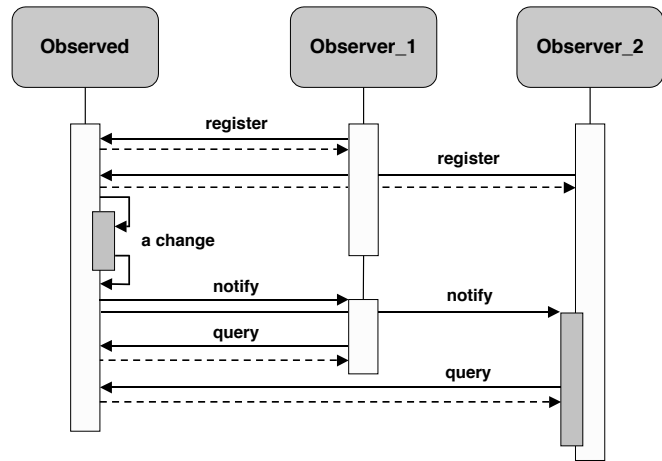 Observed
Observer_1
Observer_2
register
register
a change
notify
notify
query
query